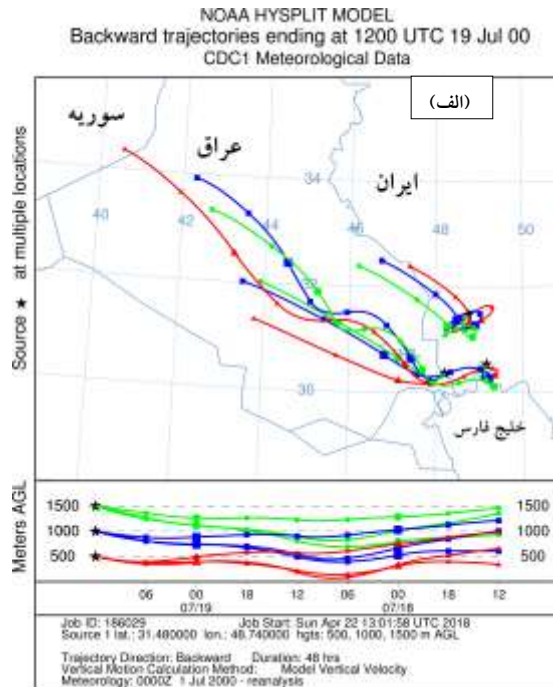 NOAA HYSPLIT MODEL
Backward trajectories ending at 1200 UTC 19 Jul 00
CDC1 Meteorological Data
(الف)
سوریه
عراق
ایران
34
40
42
44
46
48
50
32
30
خلیج فارس
Source ★ at multiple locations
Meters AGL
1500
1000
500
1500
1000
500
06 00 18 12 06 00 18 12
07/19 07/18
Job ID: 186029 Job Start: Sun Apr 22 13:01:58 UTC 2018
Source 1 lat.: 31.480000 lon.: 48.740000 hgts: 500, 1000, 1500 m AGL
Trajectory Direction: Backward Duration: 48 hrs
Vertical Motion Calculation Method: Model Vertical Velocity
Meteorology: 0000Z 1 Jul 2000 - reanalysis